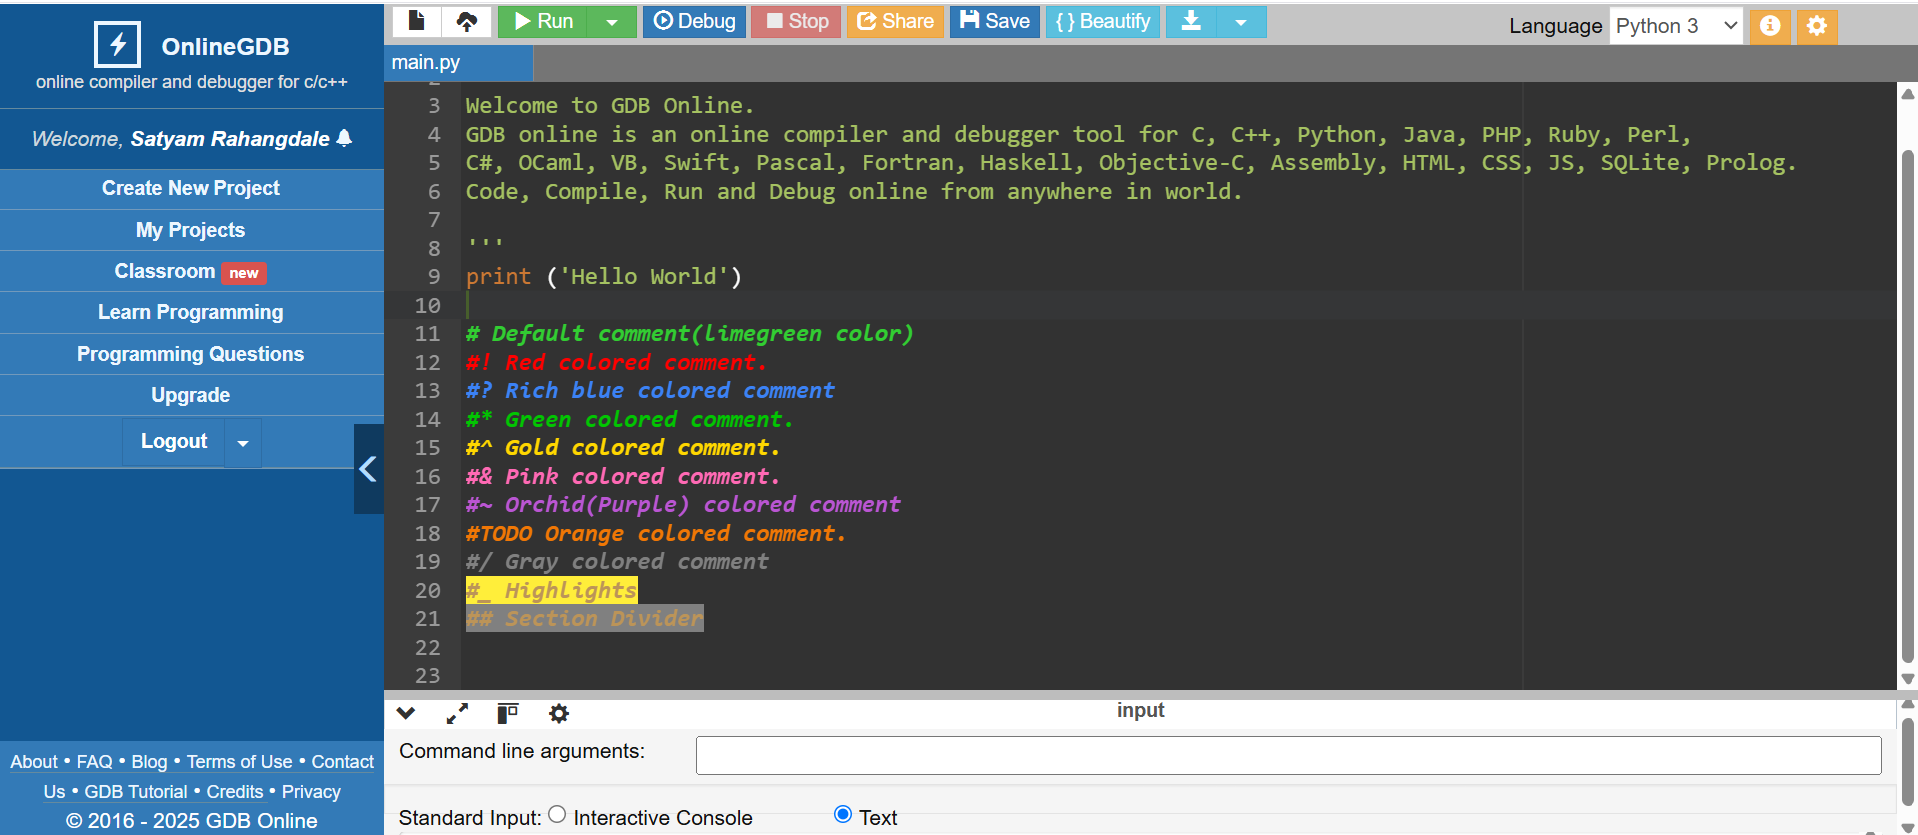 OnlineGDB
online compiler and debugger for c/c++
Welcome, Satyam Rahangdale
Create New Project
My Projects
Classroom new
Learn Programming
Programming Questions
Upgrade
Logout
About • FAQ • Blog • Terms of Use • Contact
Us • GDB Tutorial • Credits • Privacy
© 2016 - 2025 GDB Online
Run Debug Stop Share Save { } Beautify Language Python 3
main.py
3 Welcome to GDB Online.
4 GDB online is an online compiler and debugger tool for C, C++, Python, Java, PHP, Ruby, Perl,
5 C#, OCaml, VB, Swift, Pascal, Fortran, Haskell, Objective-C, Assembly, HTML, CSS, JS, SQLite, Prolog.
6 Code, Compile, Run and Debug online from anywhere in world.
7
8 '''
9 print ('Hello World')
10
11 # Default comment(limegreen color)
12 #! Red colored comment.
13 #? Rich blue colored comment
14 #* Green colored comment.
15 #^ Gold colored comment.
16 #& Pink colored comment.
17 #~ Orchid(Purple) colored comment
18 #TODO Orange colored comment.
19 #/ Gray colored comment
20 #_ Highlights
21 ## Section Divider
22
23
input
Command line arguments:
Standard Input: Interactive Console Text